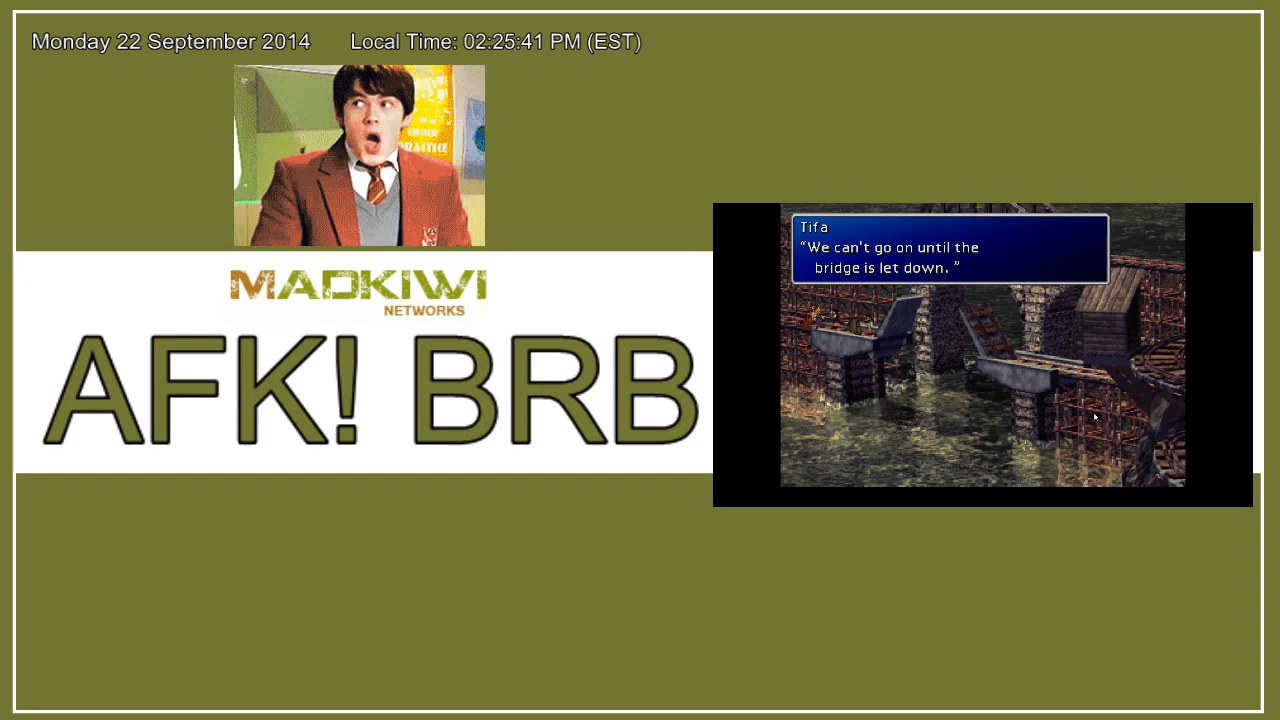 Monday 22 September 2014 Local Time: 02:25:41 PM (EST)
MADKIWI
NETWORKS
AFK! BRB
Tifa
“We can't go on until the
bridge is let down. ”